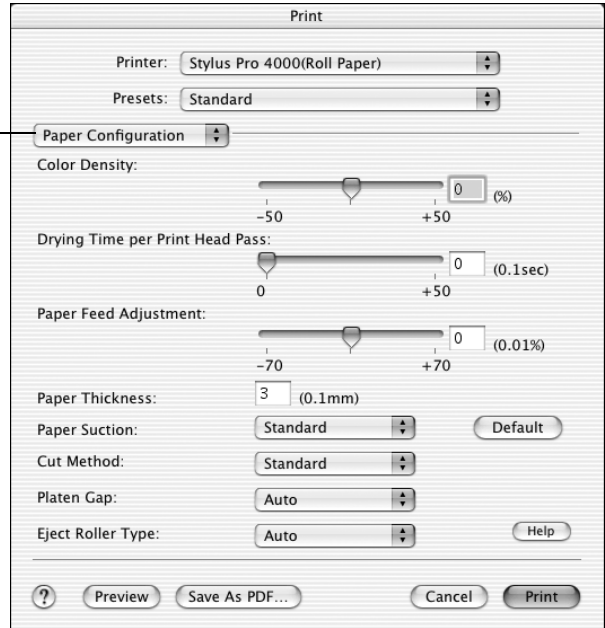 Print
Printer: Stylus Pro 4000(Roll Paper)
Presets: Standard
Paper Configuration
Color Density:
0 (%)
-50 +50
Drying Time per Print Head Pass:
0 (0.1sec)
0 +50
Paper Feed Adjustment:
0 (0.01%)
-70 +70
Paper Thickness: 3 (0.1mm)
Paper Suction: Standard Default
Cut Method: Standard
Platen Gap: Auto
Eject Roller Type: Auto Help
? Preview Save As PDF... Cancel Print